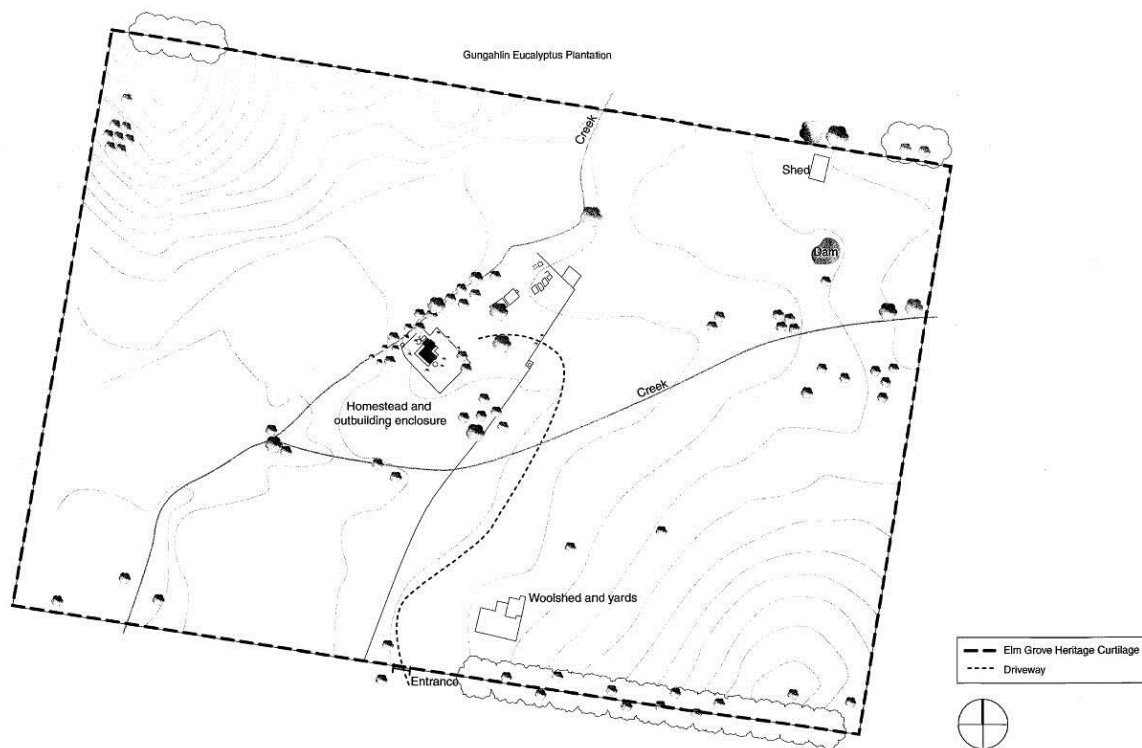 Gungahlin Eucalyptus Plantation
Creek
Shed
Dam
Creek
Homestead and
outbuilding enclosure
Woolshed and yards
Entrance
Elm Grove Heritage Curtilage
Driveway